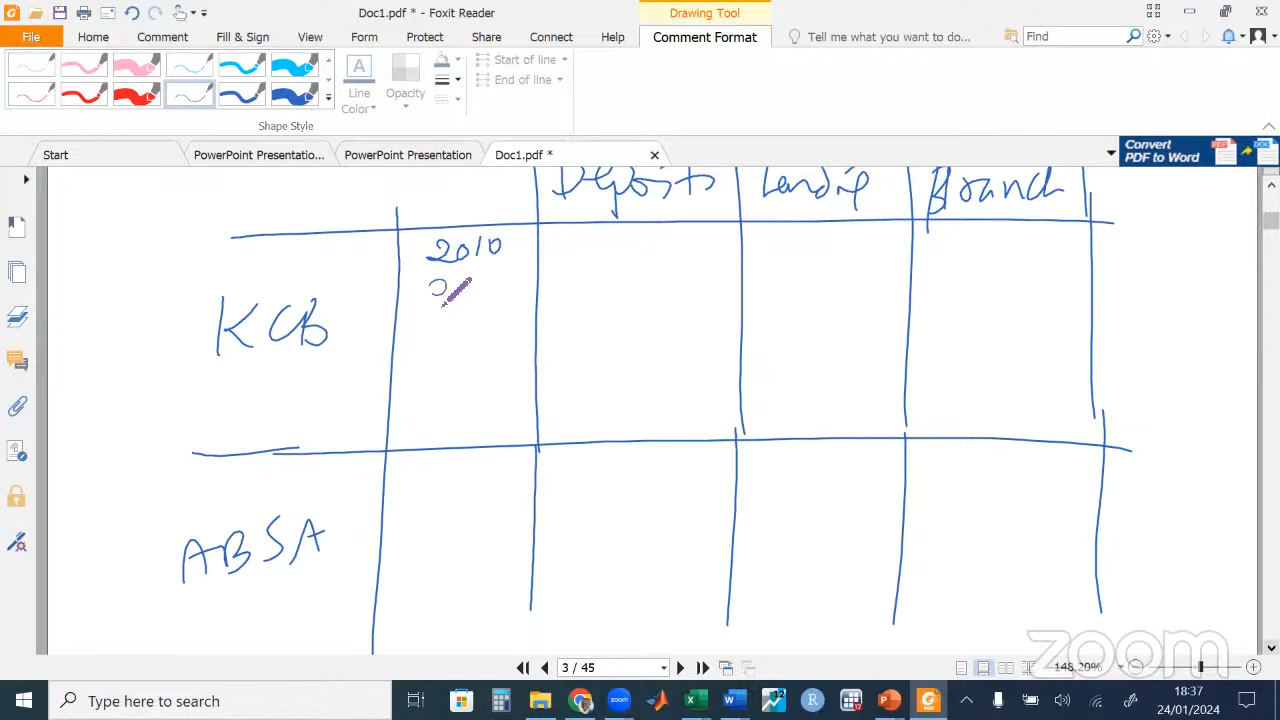 Doc1.pdf * - Foxit Reader
Drawing Tool
File
Home
Comment
Fill & Sign
View
Form
Protect
Share
Connect
Help
Comment Format
Tell me what you want to do...
Find
A
Line
Color
Opacity
Start of line
End of line
Shape Style
Start
PowerPoint Presentatio...
PowerPoint Presentation
Doc1.pdf *
Convert
PDF to Word
Deposits
Branch
2010
KCB
ABSA
zoom
3 / 45
148.20%
Type here to search
18:37
24/01/2024